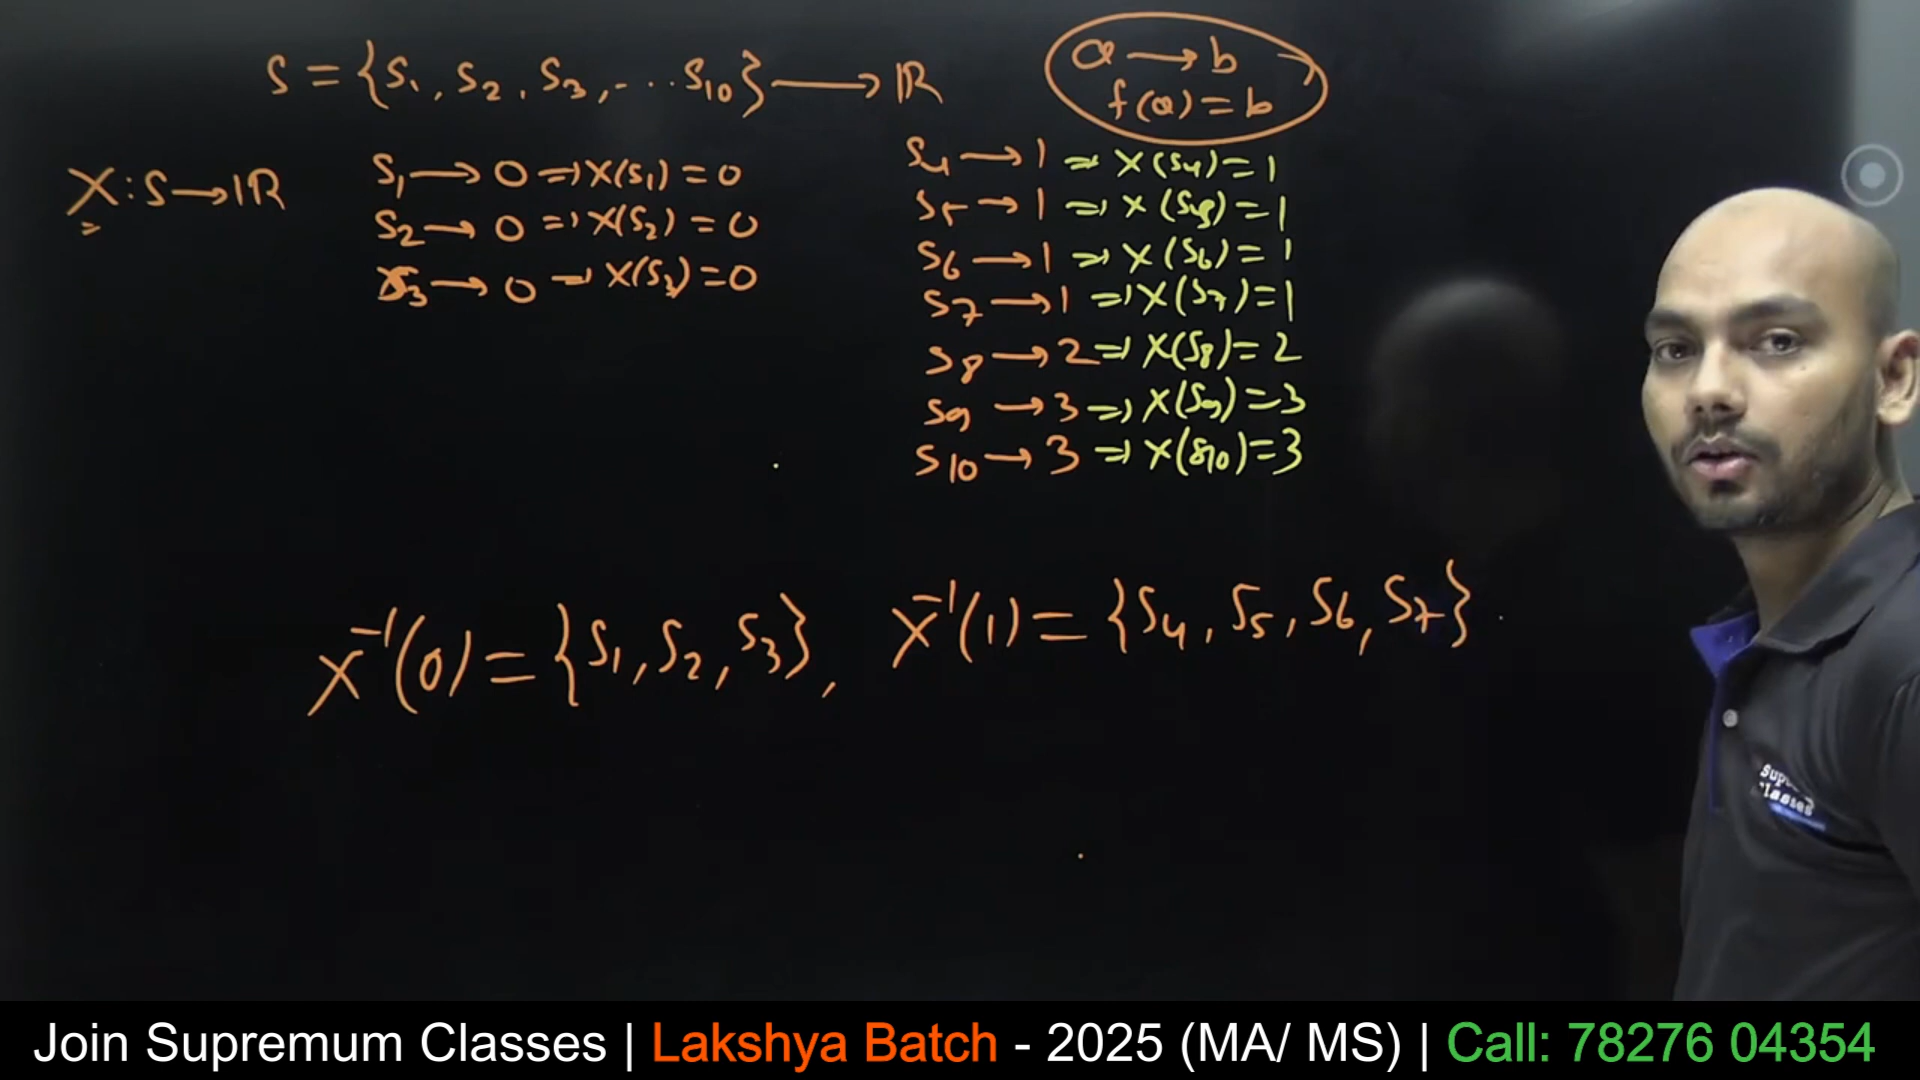 S = {S₁, S₂, S₃, ... S₁₀} ⟶ ℝ
a ⟶ b
f(a) = b
X : S → ℝ
S₁ → 0 ⇒ X(S₁) = 0
S₂ → 0 ⇒ X(S₂) = 0
S₃ → 0 ⇒ X(S₃) = 0
S₄ → 1 ⇒ X(S₄) = 1
S₅ → 1 ⇒ X(S₅) = 1
S₆ → 1 ⇒ X(S₆) = 1
S₇ → 1 ⇒ X(S₇) = 1
S₈ → 2 ⇒ X(S₈) = 2
S₉ → 3 ⇒ X(S₉) = 3
S₁₀ → 3 ⇒ X(S₁₀) = 3
X⁻¹(0) = {S₁, S₂, S₃}, X⁻¹(1) = {S₄, S₅, S₆, S₇}
Supremum
Classes
Join Supremum Classes | Lakshya Batch - 2025 (MA/ MS) | Call: 78276 04354